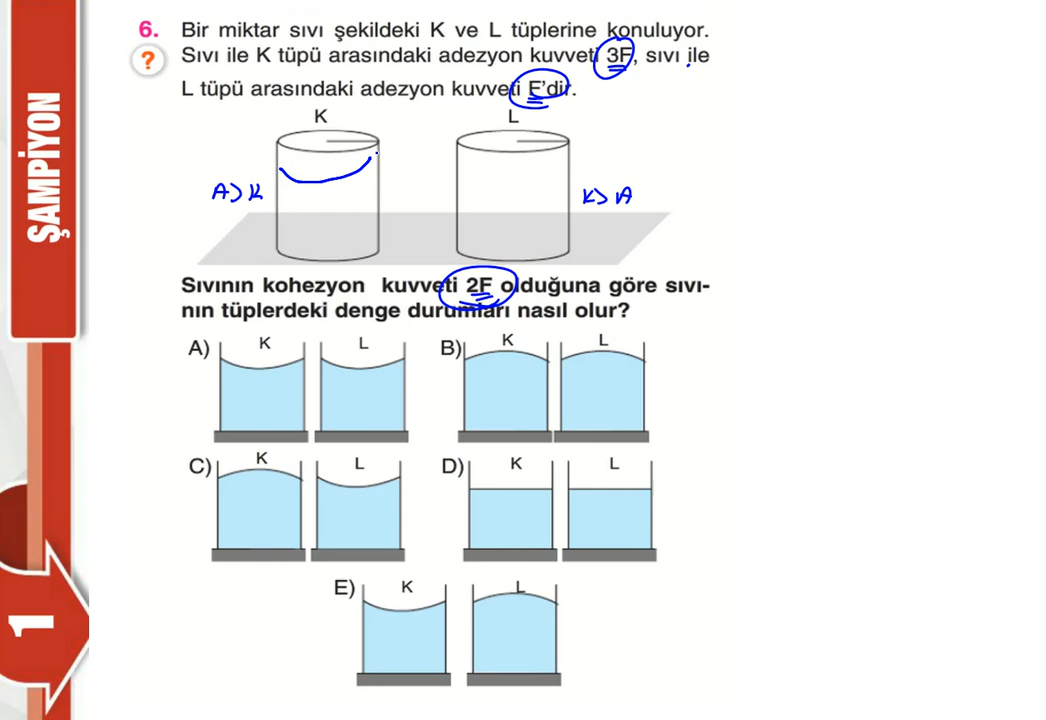 ŞAMPİYON
1
6. Bir miktar sıvı şekildeki K ve L tüplerine konuluyor.
? Sıvı ile K tüpü arasındaki adezyon kuvveti 3F, sıvı ile
L tüpü arasındaki adezyon kuvveti F'dir.
K L
A>K K>A
Sıvının kohezyon kuvveti 2F olduğuna göre sıvı-
nın tüplerdeki denge durumları nasıl olur?
A) K L B) K L
C) K L D) K L
E) K L